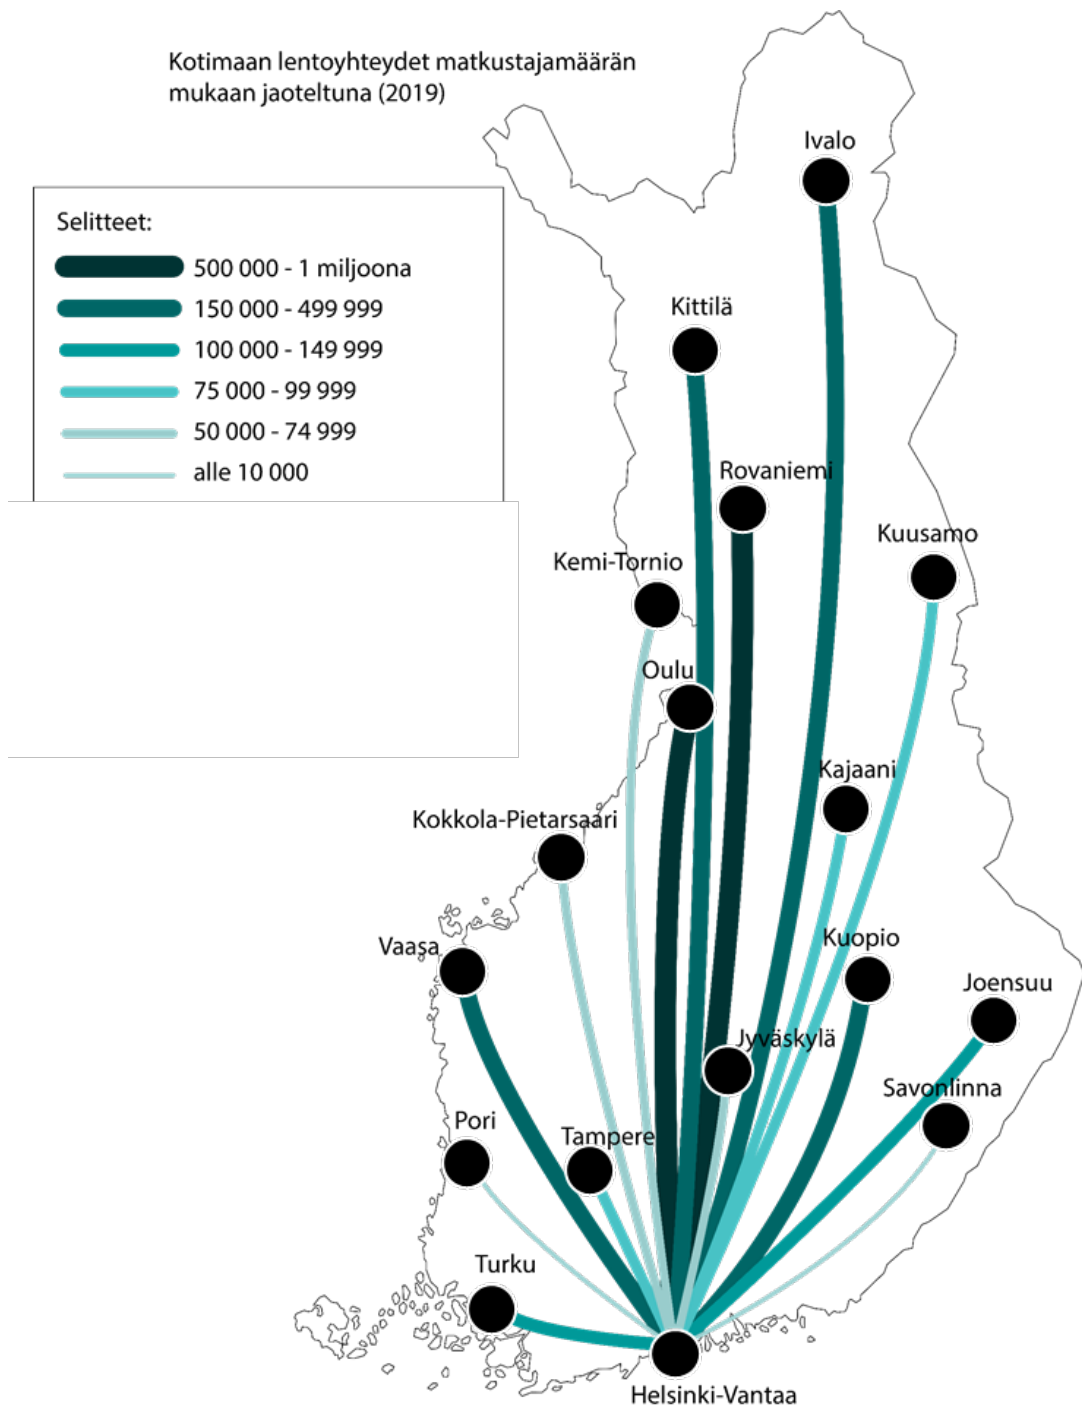 Kotimaan lentoyhteydet matkustajamäärän
mukaan jaoteltuna (2019)
Selitteet:
500 000 - 1 miljoona
150 000 - 499 999
100 000 - 149 999
75 000 - 99 999
50 000 - 74 999
alle 10 000
Ivalo
Kittilä
Rovaniemi
Kuusamo
Kemi-Tornio
Oulu
Kajaani
Kokkola-Pietarsaari
Vaasa
Kuopio
Joensuu
Jyväskylä
Savonlinna
Pori
Tampere
Turku
Helsinki-Vantaa